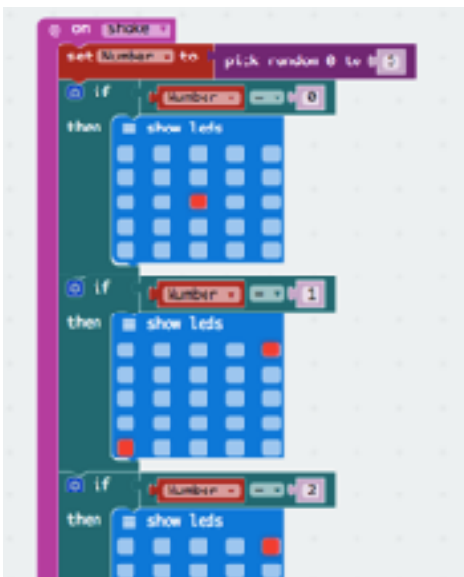 on shake
set Number to pick random 0 to
if Number = 0
then show leds
if Number = 1
then show leds
if Number = 2
then show leds